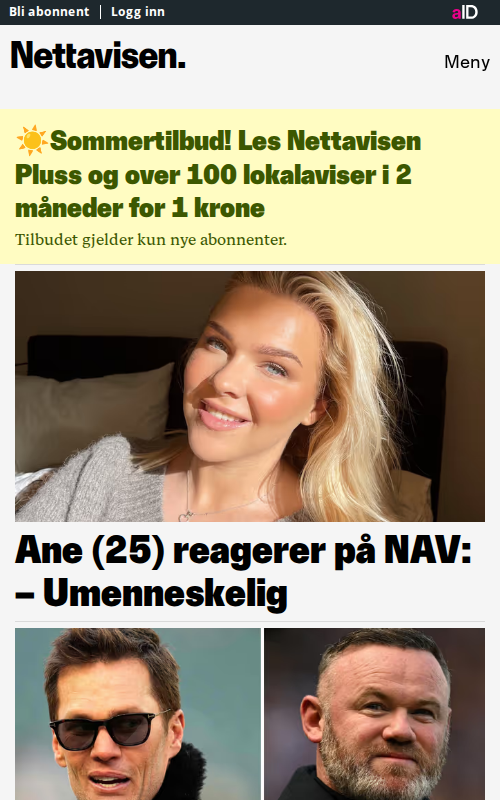 Bli abonnent | Logg inn
aID
Nettavisen.
Meny
☀️Sommertilbud! Les Nettavisen
Pluss og over 100 lokalaviser i 2
måneder for 1 krone
Tilbudet gjelder kun nye abonnenter.
Ane (25) reagerer på NAV:
– Umenneskelig